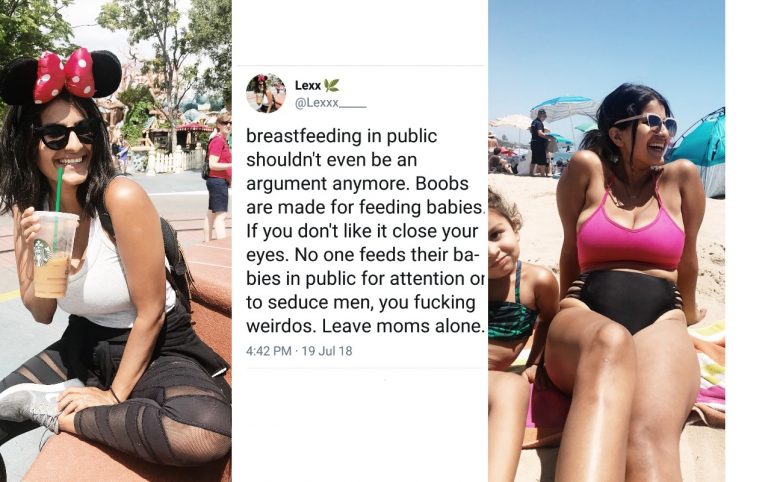 Lexx
@Lexxx_____
breastfeeding in public
shouldn't even be an
argument anymore. Boobs
are made for feeding babies.
If you don't like it close your
eyes. No one feeds their ba-
bies in public for attention or
to seduce men, you fucking
weirdos. Leave moms alone.
4:42 PM · 19 Jul 18